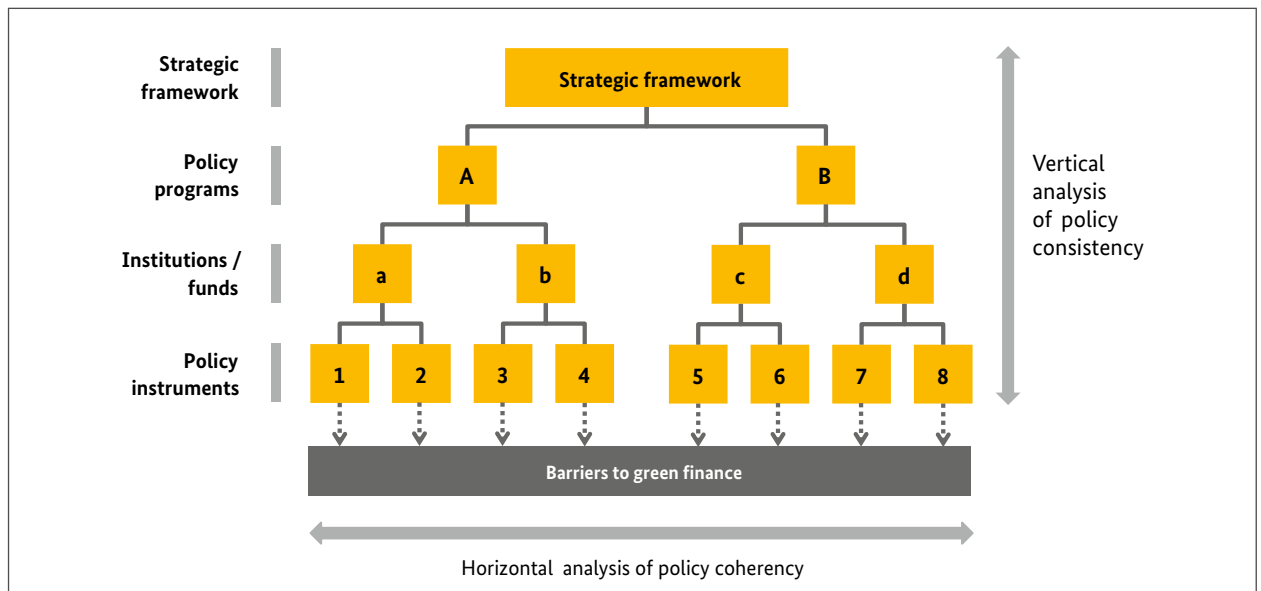 Strategic
framework
Strategic framework
Policy
programs
A
B
Vertical
analysis
of policy
consistency
Institutions /
funds
a
b
c
d
Policy
instruments
1
2
3
4
5
6
7
8
Barriers to green finance
Horizontal analysis of policy coherency